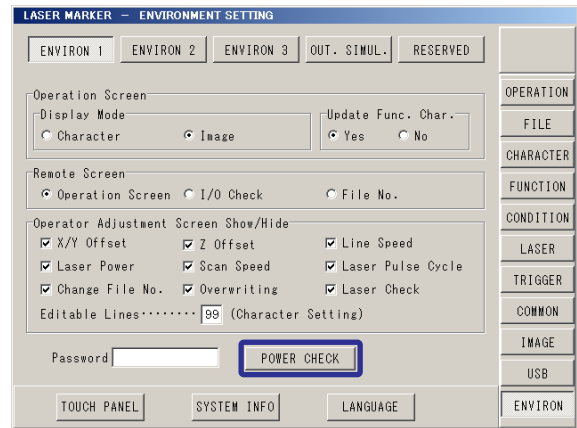 LASER MARKER － ENVIRONMENT SETTING
ENVIRON 1 ENVIRON 2 ENVIRON 3 OUT. SIMUL. RESERVED
Operation Screen
Display Mode Update Func. Char.
Character Image Yes No
Remote Screen
Operation Screen I/O Check File No.
Operator Adjustment Screen Show/Hide
X/Y Offset Z Offset Line Speed
Laser Power Scan Speed Laser Pulse Cycle
Change File No. Overwriting Laser Check
Editable Lines········ 99 (Character Setting)
Password POWER CHECK
TOUCH PANEL SYSTEM INFO LANGUAGE
OPERATION
FILE
CHARACTER
FUNCTION
CONDITION
LASER
TRIGGER
COMMON
IMAGE
USB
ENVIRON